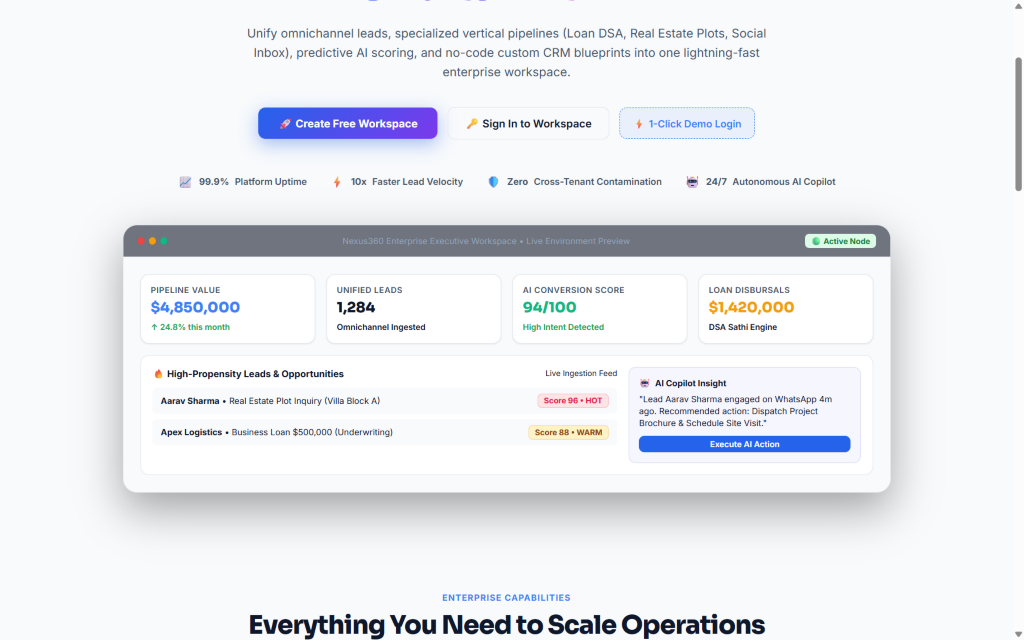 Unify omnichannel leads, specialized vertical pipelines (Loan DSA, Real Estate Plots, Social
Inbox), predictive AI scoring, and no-code custom CRM blueprints into one lightning-fast
enterprise workspace.
🚀 Create Free Workspace
🔑 Sign In to Workspace
⚡ 1-Click Demo Login
📈 99.9% Platform Uptime
⚡ 10x Faster Lead Velocity
🛡️ Zero Cross-Tenant Contamination
🤖 24/7 Autonomous AI Copilot
Nexus360 Enterprise Executive Workspace • Live Environment Preview
Active Node
PIPELINE VALUE
$4,850,000
↑ 24.8% this month
UNIFIED LEADS
1,284
Omnichannel Ingested
AI CONVERSION SCORE
94/100
High Intent Detected
LOAN DISBURSALS
$1,420,000
DSA Sathi Engine
🔥 High-Propensity Leads & Opportunities
Live Ingestion Feed
Aarav Sharma • Real Estate Plot Inquiry (Villa Block A)
Score 96 • HOT
Apex Logistics • Business Loan $500,000 (Underwriting)
Score 88 • WARM
🤖 AI Copilot Insight
"Lead Aarav Sharma engaged on WhatsApp 4m
ago. Recommended action: Dispatch Project
Brochure & Schedule Site Visit."
Execute AI Action
ENTERPRISE CAPABILITIES
Everything You Need to Scale Operations